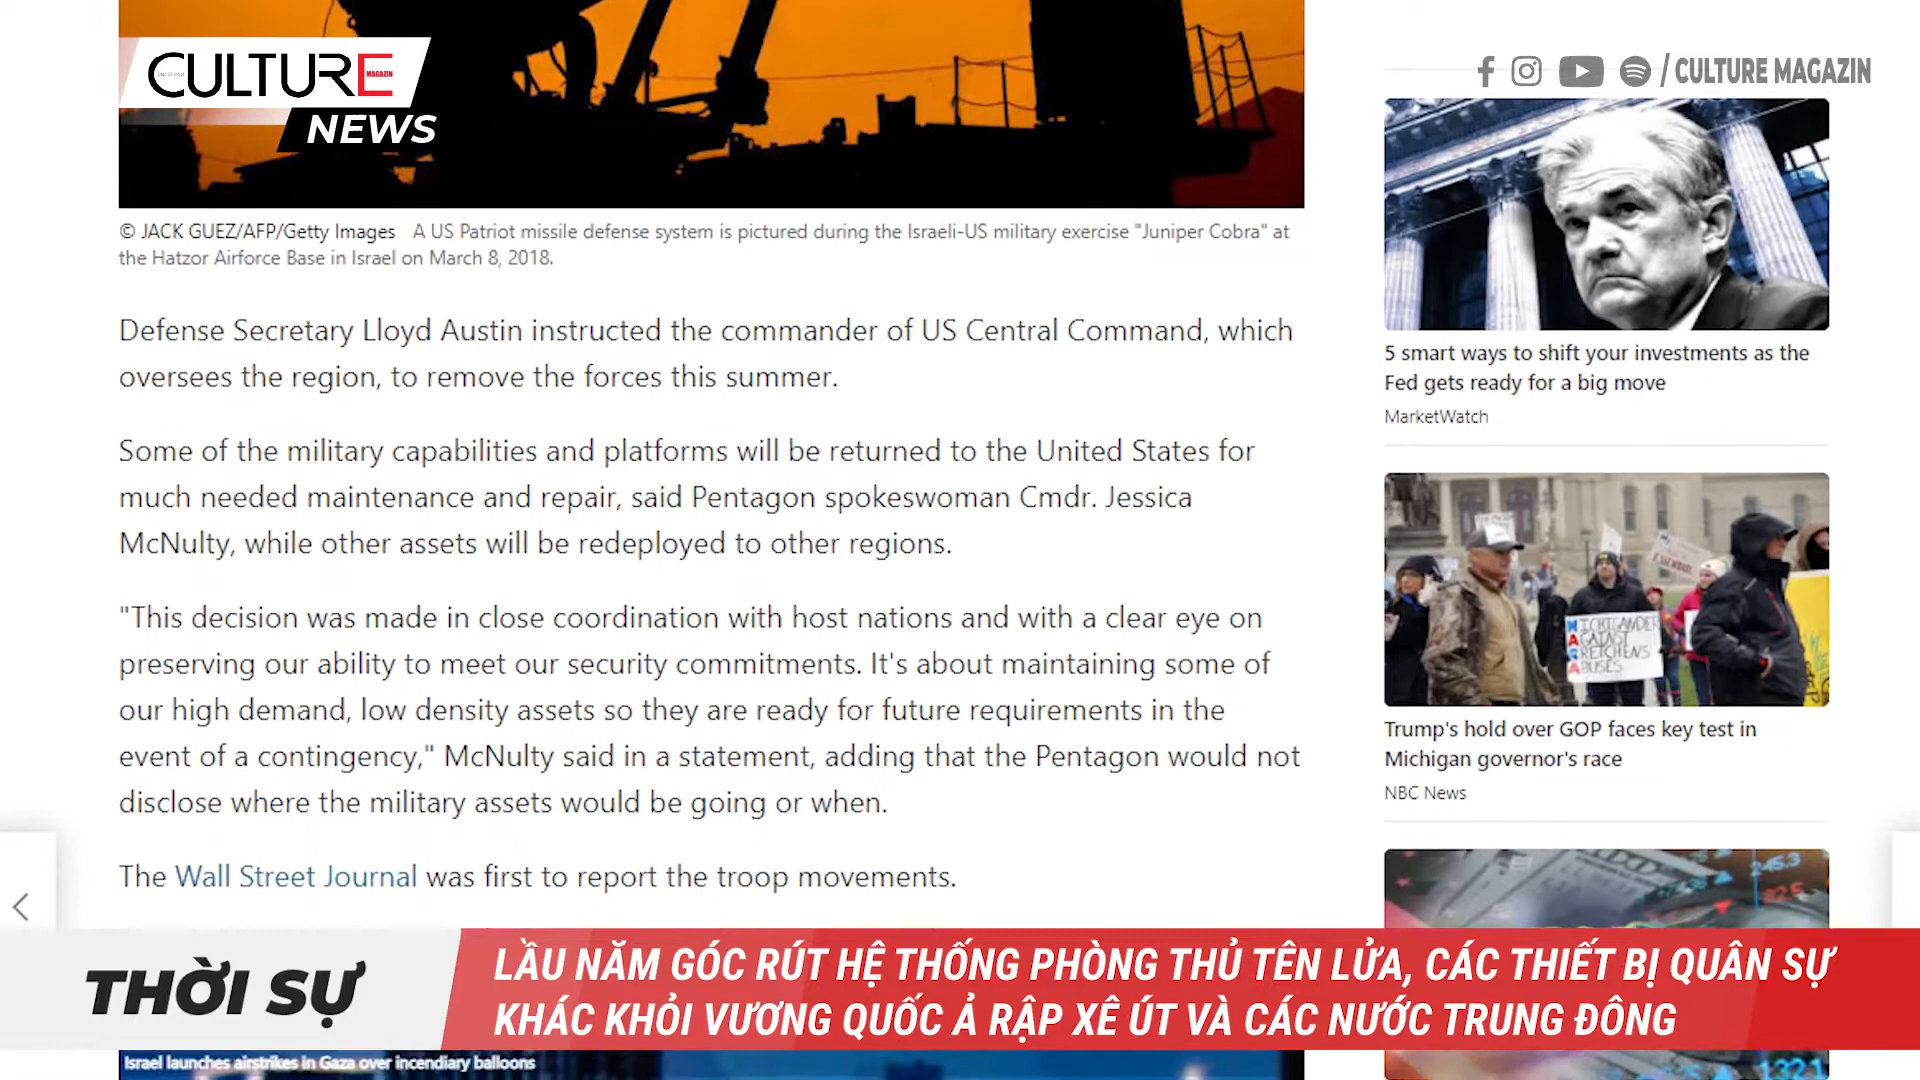 CULTURE
MAGAZIN
NEWS
/ CULTURE MAGAZIN
© JACK GUEZ/AFP/Getty Images A US Patriot missile defense system is pictured during the Israeli-US military exercise "Juniper Cobra" at
the Hatzor Airforce Base in Israel on March 8, 2018.
Defense Secretary Lloyd Austin instructed the commander of US Central Command, which
oversees the region, to remove the forces this summer.
Some of the military capabilities and platforms will be returned to the United States for
much needed maintenance and repair, said Pentagon spokeswoman Cmdr. Jessica
McNulty, while other assets will be redeployed to other regions.
"This decision was made in close coordination with host nations and with a clear eye on
preserving our ability to meet our security commitments. It's about maintaining some of
our high demand, low density assets so they are ready for future requirements in the
event of a contingency," McNulty said in a statement, adding that the Pentagon would not
disclose where the military assets would be going or when.
The Wall Street Journal was first to report the troop movements.
5 smart ways to shift your investments as the
Fed gets ready for a big move
MarketWatch
MICHIGANDER
AGAINST
GRETCHENS
ABUSES
Trump's hold over GOP faces key test in
Michigan governor's race
NBC News
245.3
82.5
1321
THỜI SỰ
LẦU NĂM GÓC RÚT HỆ THỐNG PHÒNG THỦ TÊN LỬA, CÁC THIẾT BỊ QUÂN SỰ
KHÁC KHỎI VƯƠNG QUỐC Ả RẬP XÊ ÚT VÀ CÁC NƯỚC TRUNG ĐÔNG
Israel launches airstrikes in Gaza over incendiary balloons